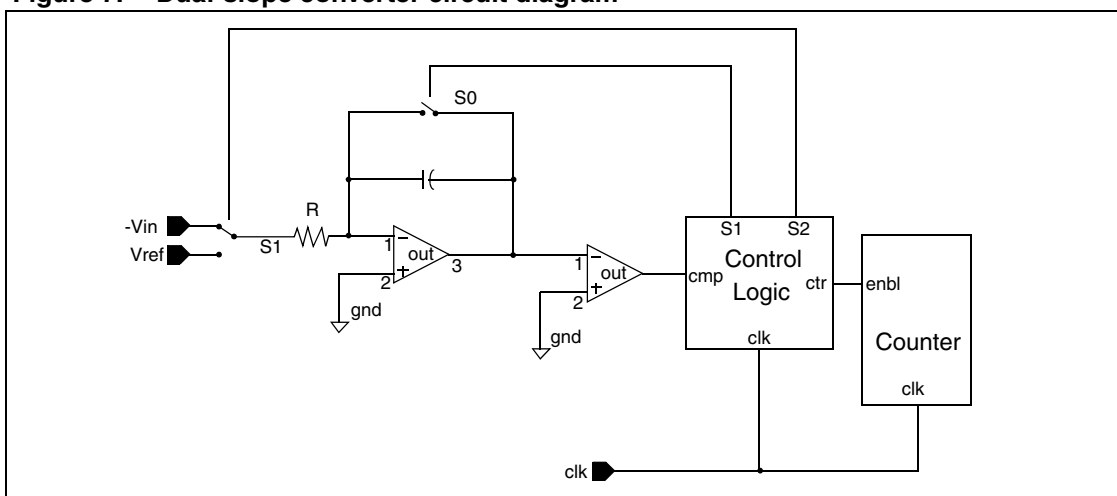 Figure 7. Dual-slope converter circuit diagram
S0
-Vin
Vref
S1
R
1
2
3
out
gnd
1
2
out
gnd
S1
S2
cmp
Control
Logic
ctr
clk
enbl
Counter
clk
clk